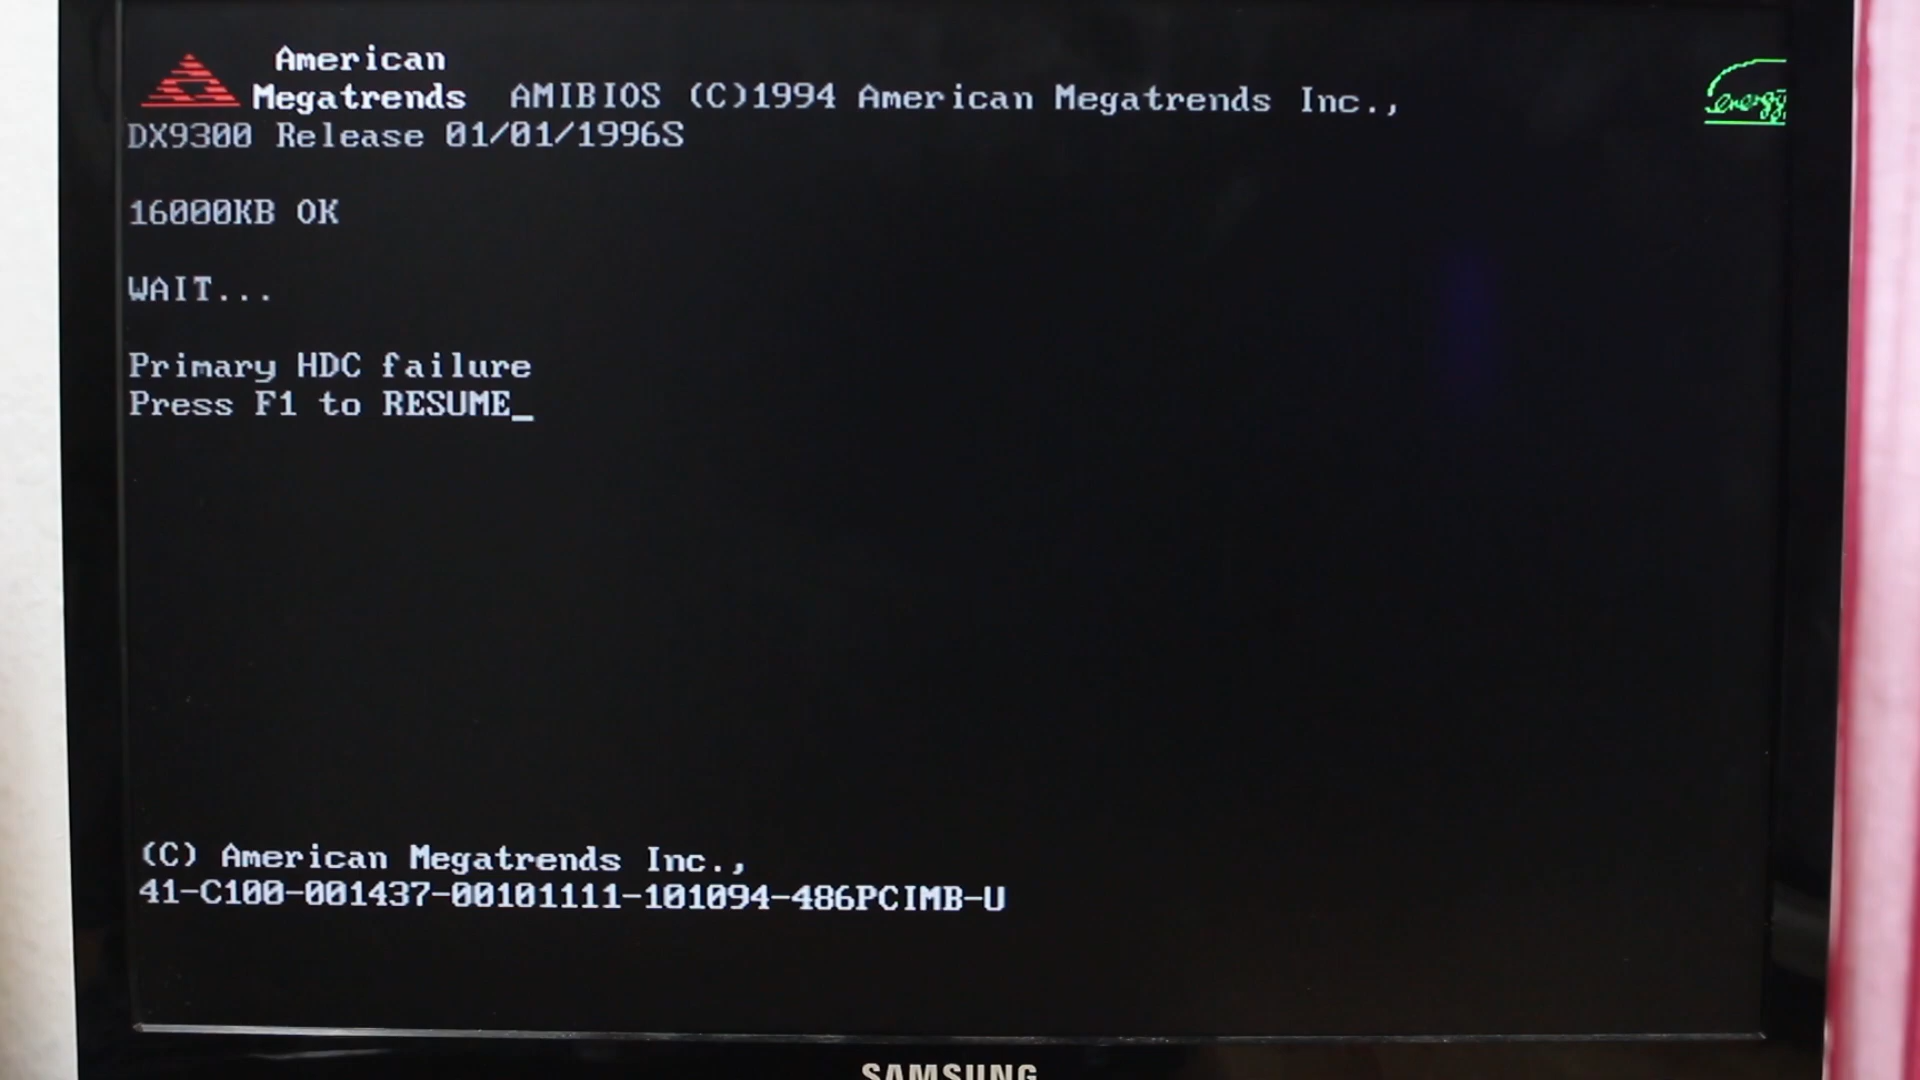 American
Megatrends AMIBIOS (C)1994 American Megatrends Inc.,
DX9300 Release 01/01/1996S
energy
16000KB OK
WAIT...
Primary HDC failure
Press F1 to RESUME_
(C) American Megatrends Inc.,
41-C100-001437-00101111-101094-486PCIMB-U
SAMSUNG